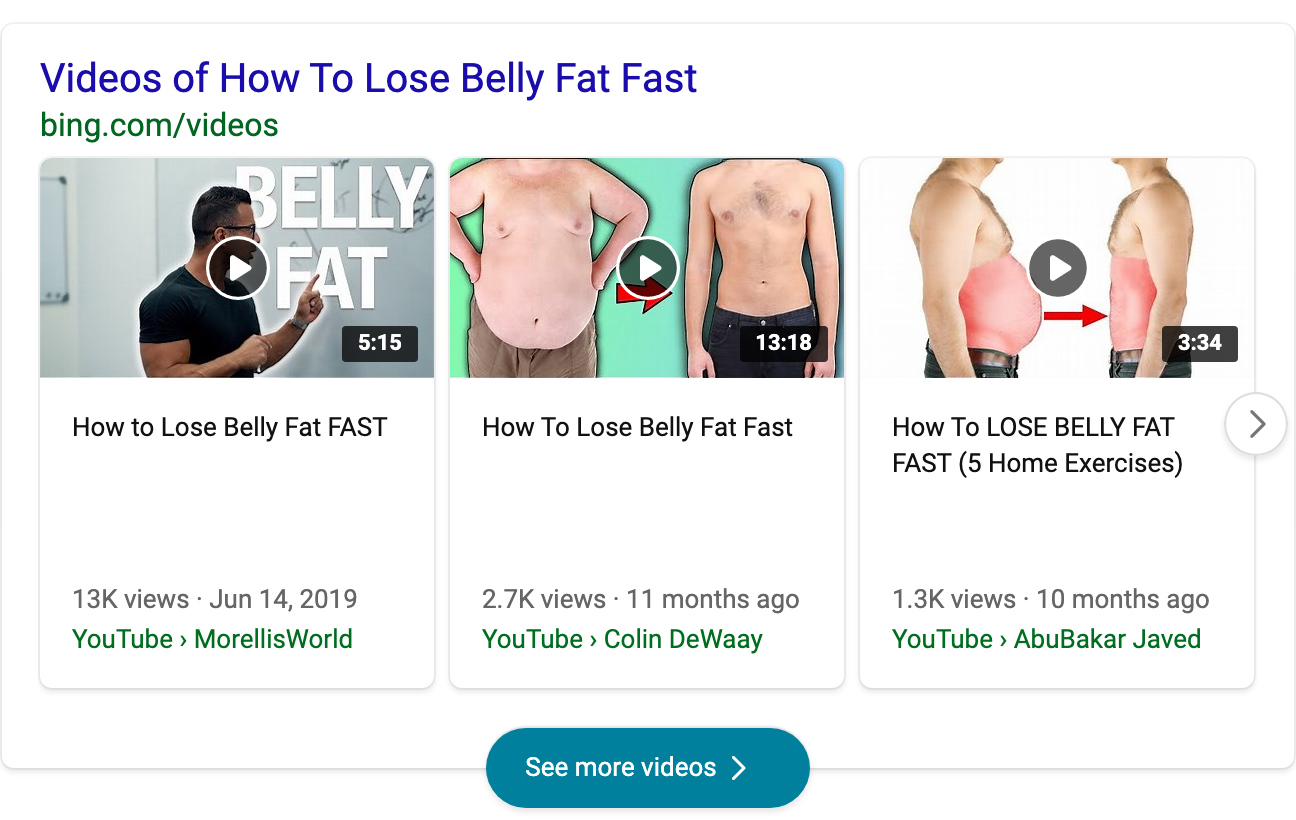 Videos of How To Lose Belly Fat Fast
bing.com/videos
BELLY
FAT
5:15
13:18
3:34
How to Lose Belly Fat FAST
How To Lose Belly Fat Fast
How To LOSE BELLY FAT
FAST (5 Home Exercises)
13K views · Jun 14, 2019
YouTube › MorellisWorld
2.7K views · 11 months ago
YouTube › Colin DeWaay
1.3K views · 10 months ago
YouTube › AbuBakar Javed
See more videos